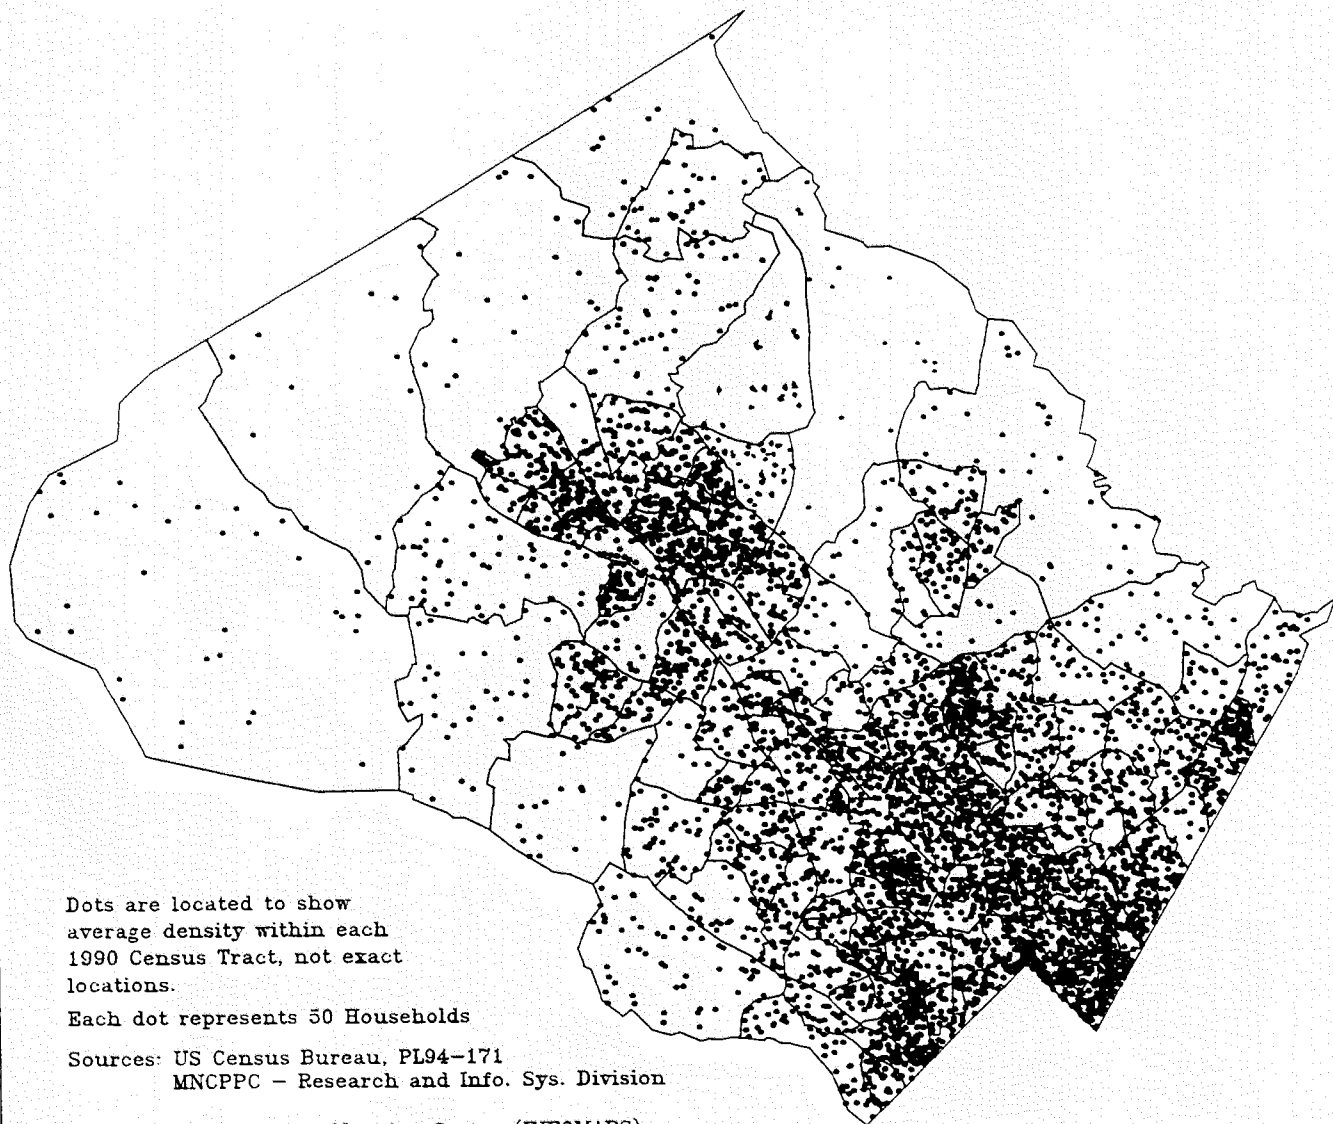 Dots are located to show
average density within each
1990 Census Tract, not exact
locations.
Each dot represents 50 Households
Sources: US Census Bureau, PL94-171
MNCPPC - Research and Info. Sys. Division